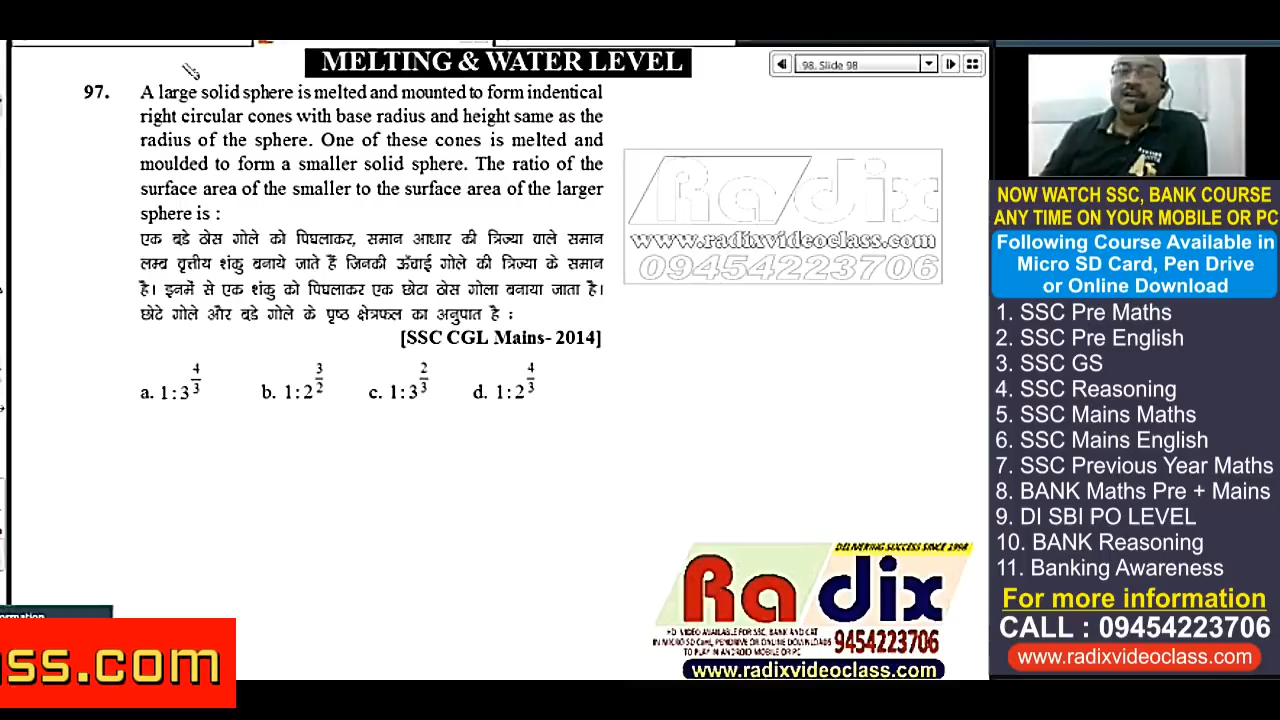 MELTING & WATER LEVEL
98. Slide 98
97. A large solid sphere is melted and mounted to form indentical
right circular cones with base radius and height same as the
radius of the sphere. One of these cones is melted and
moulded to form a smaller solid sphere. The ratio of the
surface area of the smaller to the surface area of the larger
sphere is :
एक बडे ठोस गोले को पिघलाकर, समान आधार की त्रिज्या वाले समान
लम्ब वृत्तीय शंकु बनाये जाते हैं जिनकी ऊँचाई गोले की त्रिज्या के समान
है। इनमें से एक शंकु को पिघलाकर एक छोटा ठोस गोला बनाया जाता है।
छोटे गोले और बडे गोले के पृष्ठ क्षेत्रफल का अनुपात है :
[SSC CGL Mains- 2014]
a. 1:3^(4/3) b. 1:2^(3/2) c. 1:3^(2/3) d. 1:2^(4/3)
Radix
www.radixvideoclass.com
09454223706
NOW WATCH SSC, BANK COURSE
ANY TIME ON YOUR MOBILE OR PC
Following Course Available in
Micro SD Card, Pen Drive
or Online Download
1. SSC Pre Maths
2. SSC Pre English
3. SSC GS
4. SSC Reasoning
5. SSC Mains Maths
6. SSC Mains English
7. SSC Previous Year Maths
8. BANK Maths Pre + Mains
9. DI SBI PO LEVEL
10. BANK Reasoning
11. Banking Awareness
For more information
CALL : 09454223706
www.radixvideoclass.com
DELIVERING SUCCESS SINCE 1998
Radix
HD VIDEO AVAILABLE FOR SSC, BANK AND CAT
IN MICRO SD Card, PENDRIVE OR ONLINE DOWNLOADS
TO PLAY IN ANDROID MOBILE OR PC
9454223706
www.radixvideoclass.com
ss.com